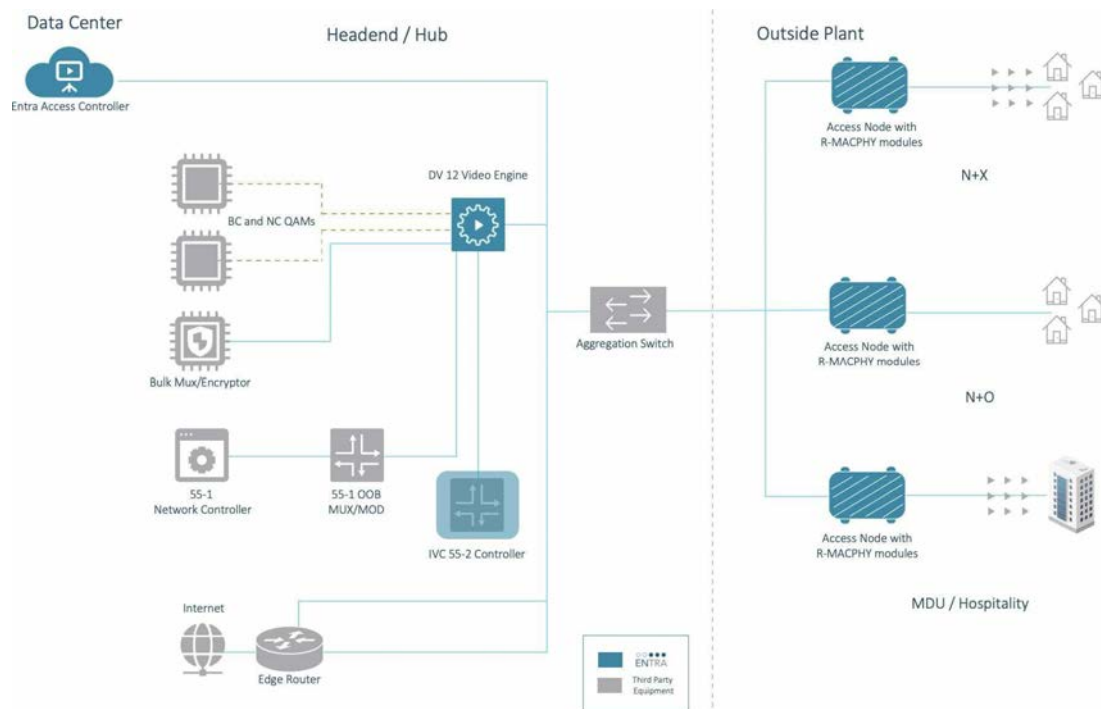 Data Center
Headend / Hub
Outside Plant
Entra Access Controller
DV 12 Video Engine
BC and NC QAMs
Bulk Mux/Encryptor
55-1
Network Controller
55-1 OOB
MUX/MOD
IVC 55-2 Controller
Internet
Edge Router
Aggregation Switch
Access Node with
R-MACPHY modules
N+X
Access Node with
R-MACPHY modules
N+O
Access Node with
R-MACPHY modules
MDU / Hospitality
ENTRA
Third Party
Equipment